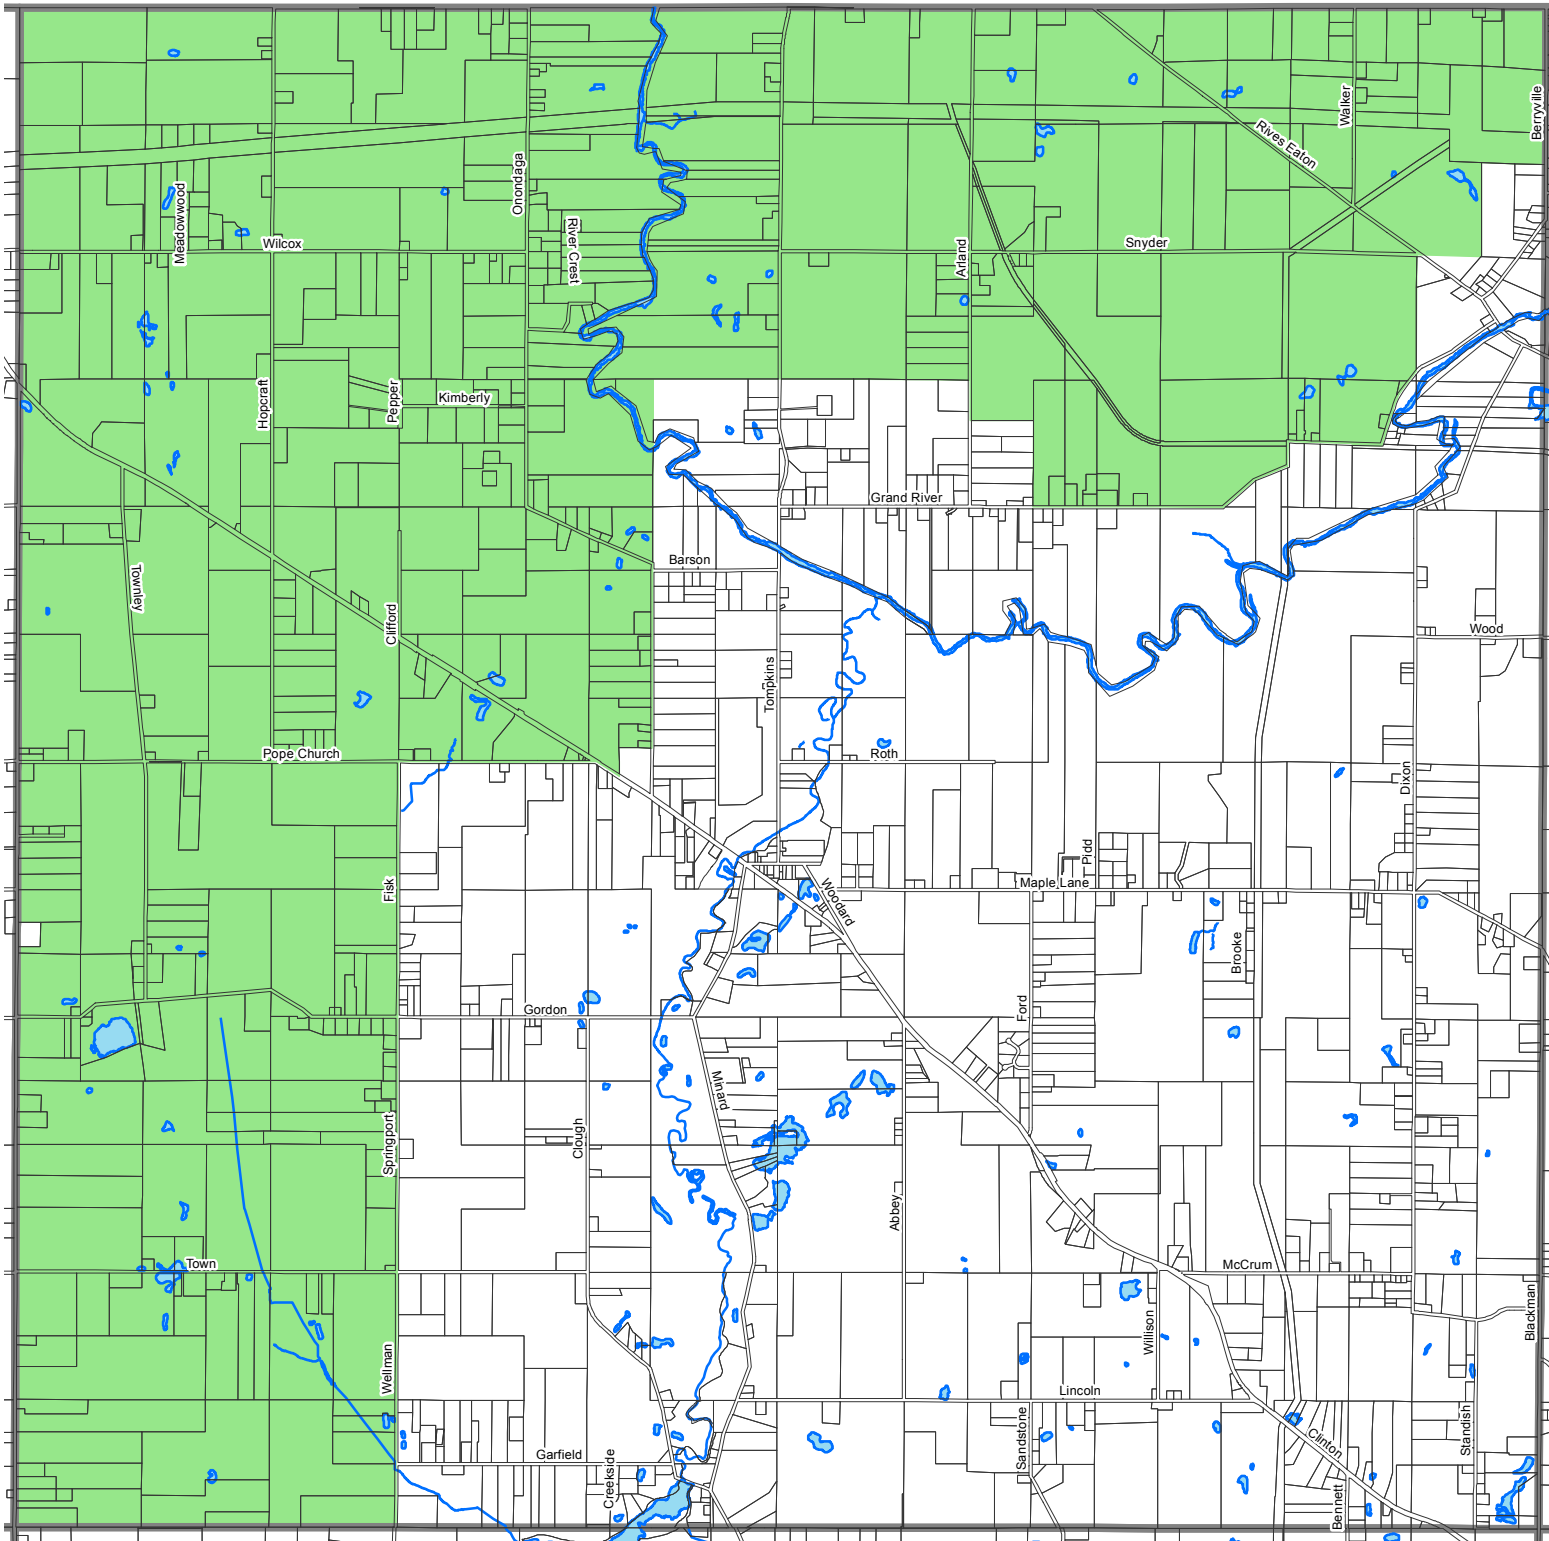 Walker
Berryville
Rives Eaton
Onondaga
Meadowwood
River Crest
Wilcox
Arland
Snyder
Hopcraft
Pepper
Kimberly
Grand River
Barson
Townley
Clifford
Wood
Tompkins
Pope Church
Roth
Dixon
Pidd
Maple Lane
Fisk
Woodard
Brooke
Ford
Gordon
Minard
Springport
Clough
Abbey
Town
McCrum
Blackman
Willison
Wellman
Lincoln
Sandstone
Standish
Clinton
Garfield
Creekside
Bennett